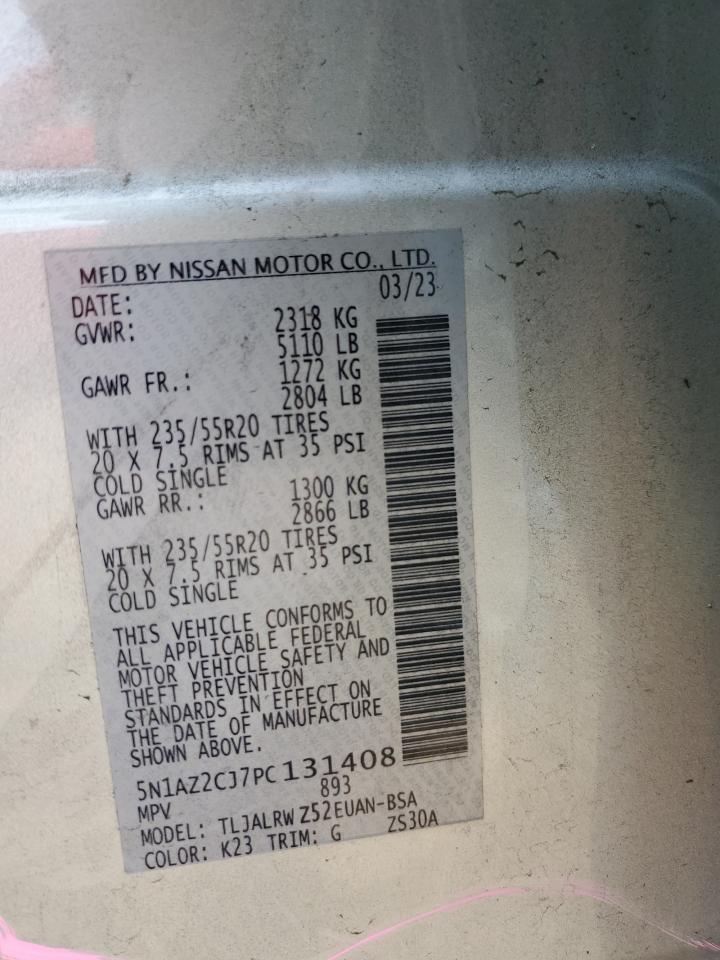 MFD BY NISSAN MOTOR CO., LTD.
DATE: 03/23
GVWR: 2318 KG
5110 LB
GAWR FR.: 1272 KG
2804 LB
WITH 235/55R20 TIRES
20 X 7.5 RIMS AT 35 PSI
COLD SINGLE
GAWR RR.: 1300 KG
2866 LB
WITH 235/55R20 TIRES
20 X 7.5 RIMS AT 35 PSI
COLD SINGLE
THIS VEHICLE CONFORMS TO
ALL APPLICABLE FEDERAL
MOTOR VEHICLE SAFETY AND
THEFT PREVENTION
STANDARDS IN EFFECT ON
THE DATE OF MANUFACTURE
SHOWN ABOVE.
5N1AZ2CJ7PC131408
MPV 893
MODEL: TLJALRWZ52EUAN-BSA
COLOR: K23 TRIM: G ZS30A